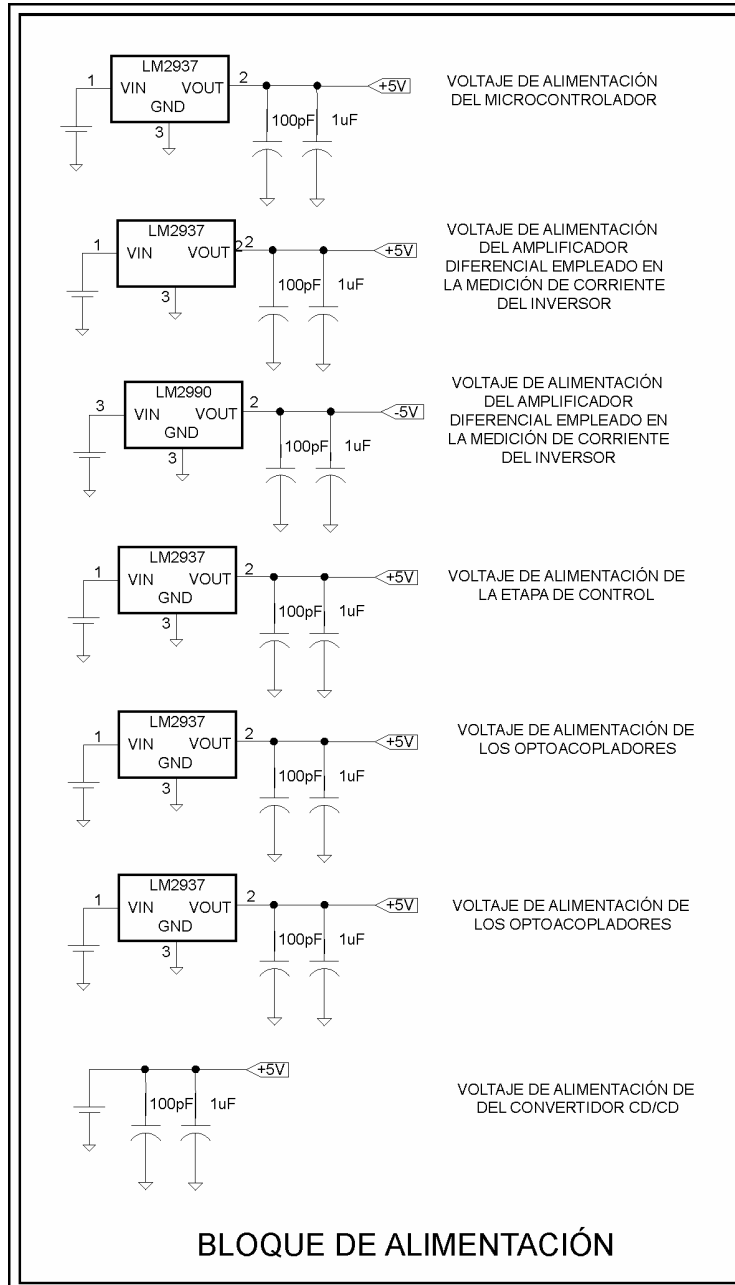 LM2937
1
VIN
VOUT
2
GND
3
100pF
1uF
+5V
VOLTAJE DE ALIMENTACIÓN
DEL MICROCONTROLADOR
LM2937
1
VIN
VOUT
2
2
3
100pF
1uF
+5V
VOLTAJE DE ALIMENTACIÓN
DEL AMPLIFICADOR
DIFERENCIAL EMPLEADO EN
LA MEDICIÓN DE CORRIENTE
DEL INVERSOR
LM2990
3
VIN
VOUT
2
GND
3
100pF
1uF
-5V
VOLTAJE DE ALIMENTACIÓN
DEL AMPLIFICADOR
DIFERENCIAL EMPLEADO EN
LA MEDICIÓN DE CORRIENTE
DEL INVERSOR
LM2937
1
VIN
VOUT
2
GND
3
100pF
1uF
+5V
VOLTAJE DE ALIMENTACIÓN DE
LA ETAPA DE CONTROL
LM2937
1
VIN
VOUT
2
GND
3
100pF
1uF
+5V
VOLTAJE DE ALIMENTACIÓN DE
LOS OPTOACOPLADORES
LM2937
1
VIN
VOUT
2
GND
3
100pF
1uF
+5V
VOLTAJE DE ALIMENTACIÓN DE
LOS OPTOACOPLADORES
100pF
1uF
+5V
VOLTAJE DE ALIMENTACIÓN DE
DEL CONVERTIDOR CD/CD
BLOQUE DE ALIMENTACIÓN